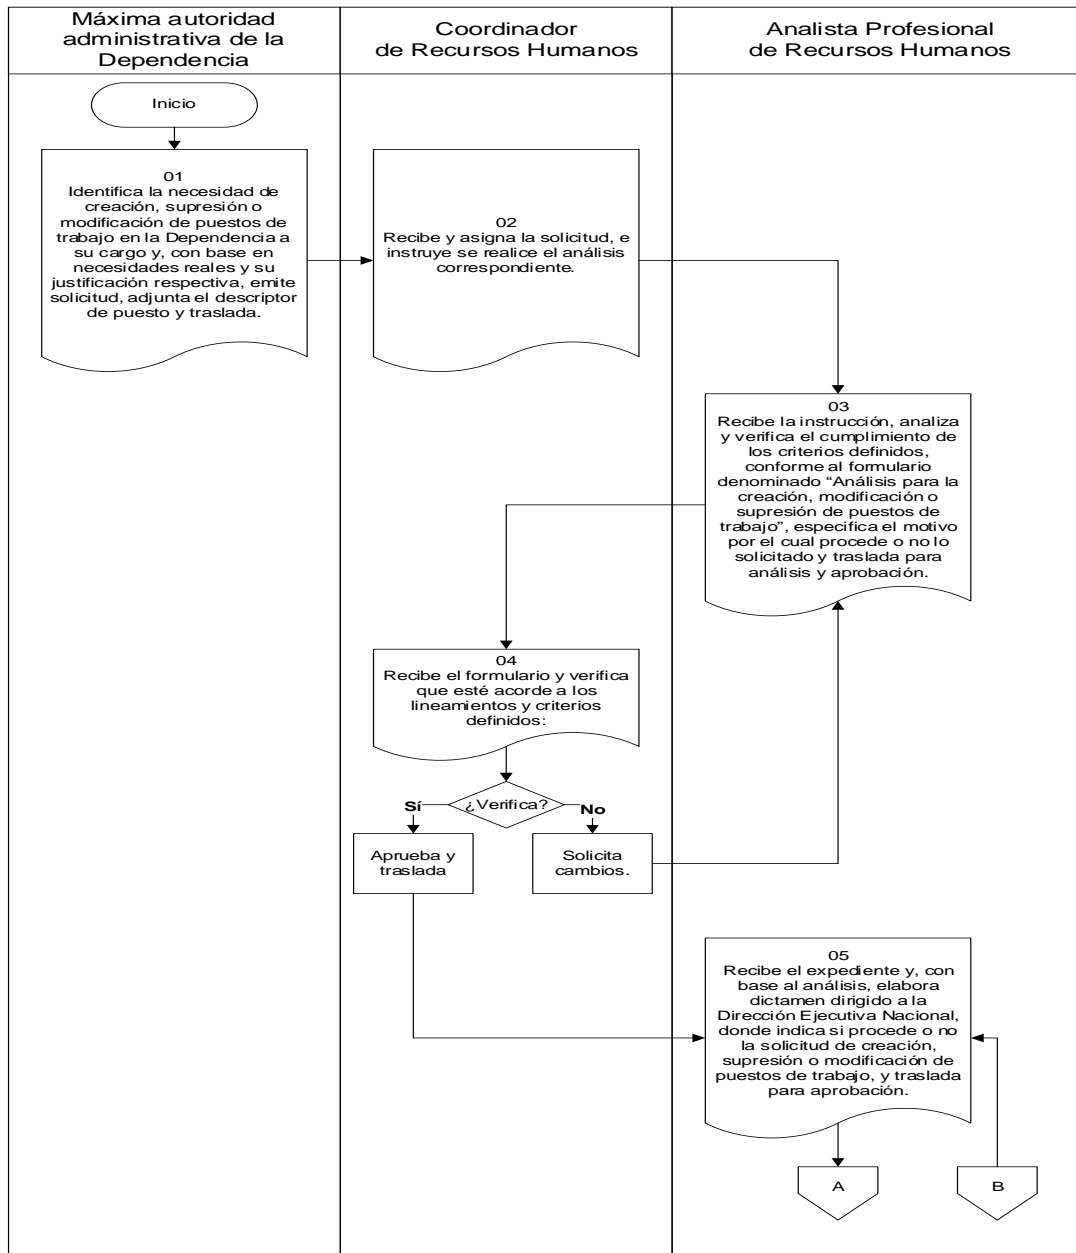 Máxima autoridad
administrativa de la
Dependencia
Coordinador
de Recursos Humanos
Analista Profesional
de Recursos Humanos
Inicio
01
Identifica la necesidad de
creación, supresión o
modificación de puestos de
trabajo en la Dependencia a
su cargo y, con base en
necesidades reales y su
justificación respectiva, emite
solicitud, adjunta el descriptor
de puesto y traslada.
02
Recibe y asigna la solicitud, e
instruye se realice el análisis
correspondiente.
03
Recibe la instrucción, analiza
y verifica el cumplimiento de
los criterios definidos,
conforme al formulario
denominado “Análisis para la
creación, modificación o
supresión de puestos de
trabajo”, especifica el motivo
por el cual procede o no lo
solicitado y traslada para
análisis y aprobación.
04
Recibe el formulario y verifica
que esté acorde a los
lineamientos y criterios
definidos:
¿Verifica?
Sí
No
Aprueba y
traslada
Solicita
cambios.
05
Recibe el expediente y, con
base al análisis, elabora
dictamen dirigido a la
Dirección Ejecutiva Nacional,
donde indica si procede o no
la solicitud de creación,
supresión o modificación de
puestos de trabajo, y traslada
para aprobación.
A
B